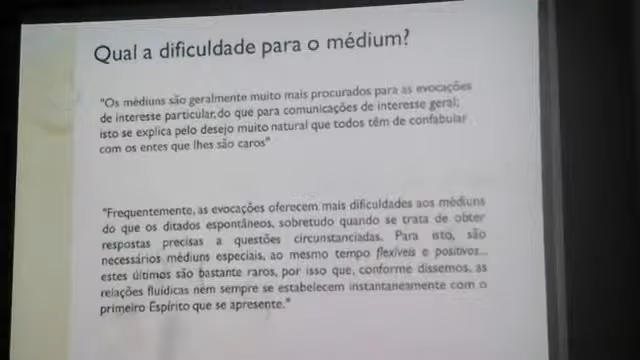 Qual a dificuldade para o médium?
"Os médiuns são geralmente muito mais procurados para as evocações
de interesse particular, do que para comunicações de interesse geral;
isto se explica pelo desejo muito natural que todos têm de confabular
com os entes que lhes são caros"
"Frequentemente, as evocações oferecem mais dificuldades aos médiuns
do que os ditados espontâneos, sobretudo quando se trata de obter
respostas precisas a questões circunstanciadas. Para isto, são
necessários médiuns especiais, ao mesmo tempo flexíveis e positivos...
estes últimos são bastante raros, por isso que, conforme dissemos, as
relações fluídicas nem sempre se estabelecem instantaneamente com o
primeiro Espírito que se apresente."